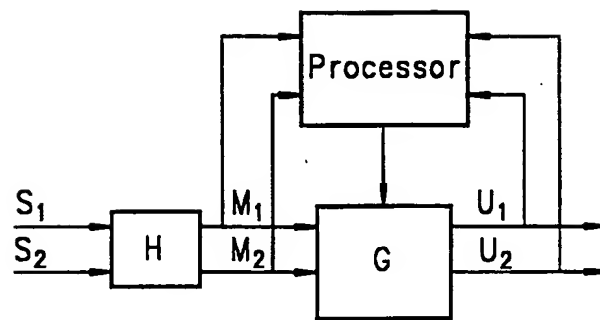 Processor
S₁ M₁ U₁
S₂ H M₂ G U₂